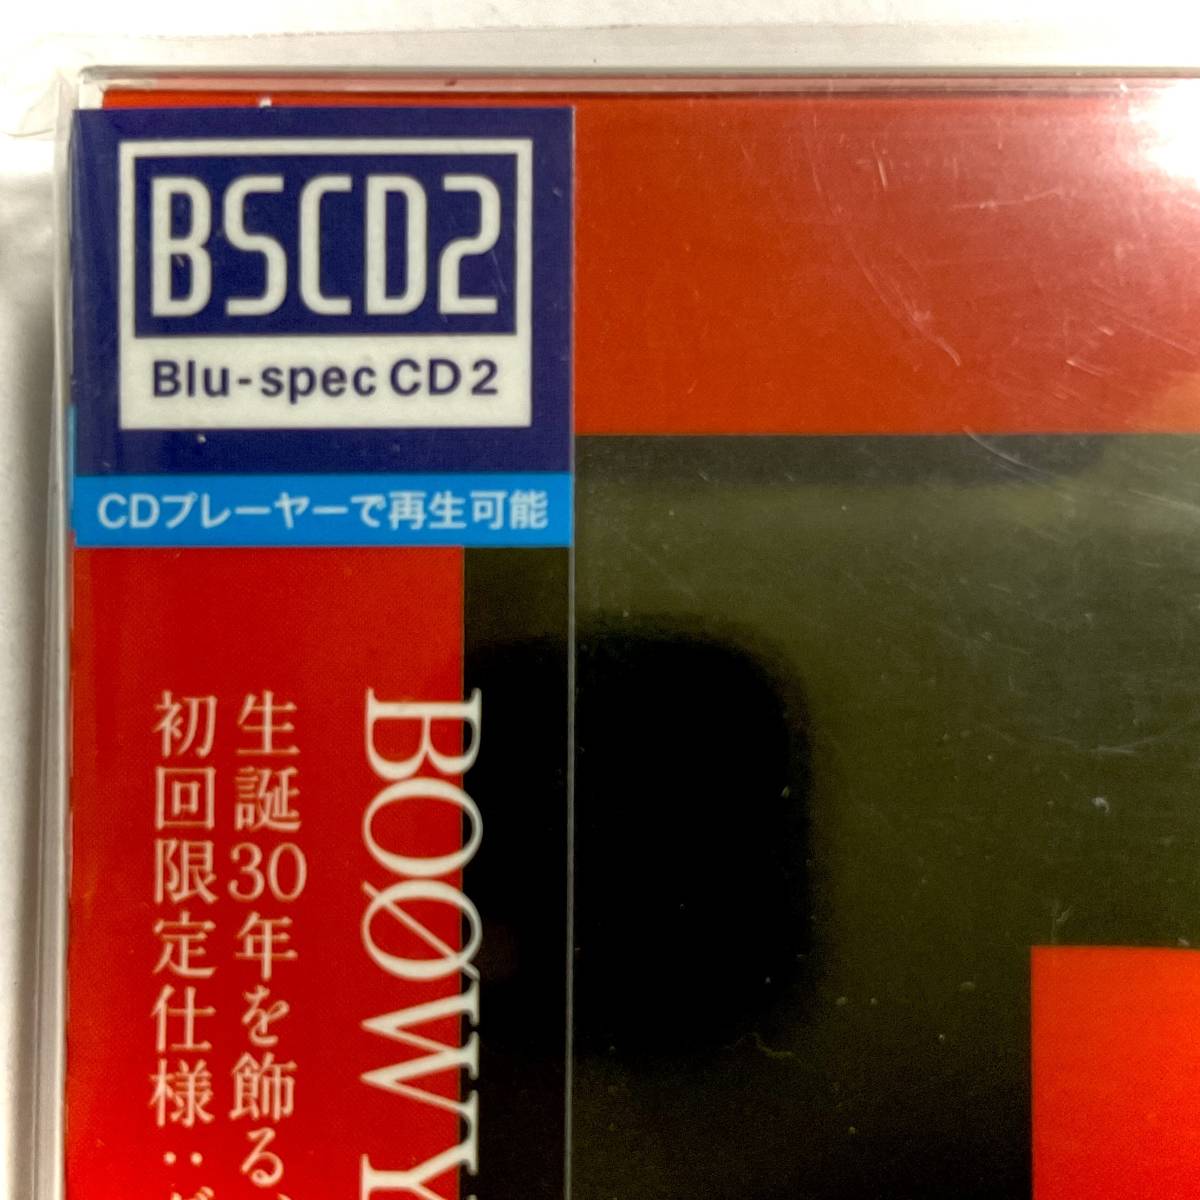 BSCD2
Blu-spec CD2
CDプレーヤーで再生可能
BOØWY
生誕30年を飾る、
初回限定仕様：